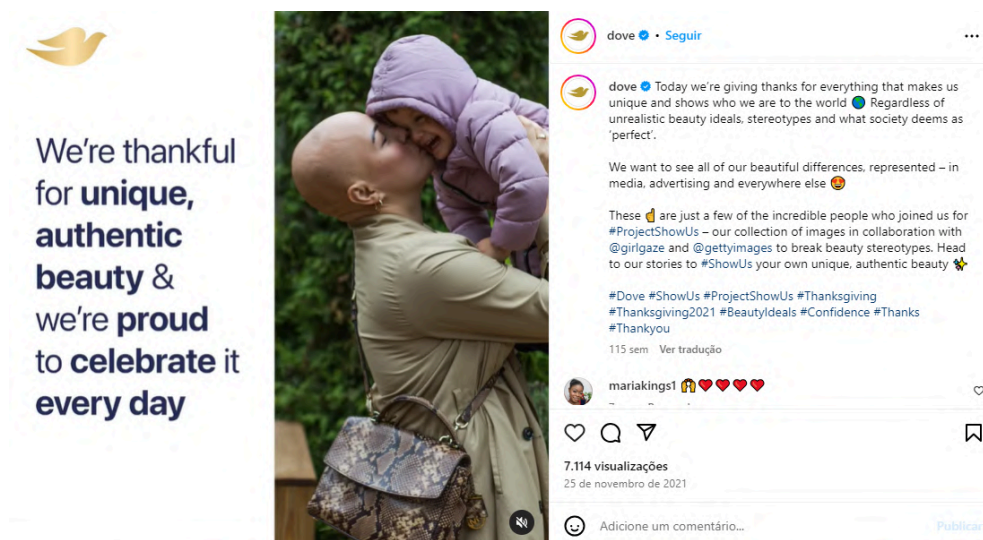 We're thankful
for unique,
authentic
beauty &
we're proud
to celebrate it
every day
dove • Seguir
dove Today we're giving thanks for everything that makes us
unique and shows who we are to the world 🌎 Regardless of
unrealistic beauty ideals, stereotypes and what society deems as
'perfect'.
We want to see all of our beautiful differences, represented – in
media, advertising and everywhere else 😍
These ☝ are just a few of the incredible people who joined us for
#ProjectShowUs – our collection of images in collaboration with
@girlgaze and @gettyimages to break beauty stereotypes. Head
to our stories to #ShowUs your own unique, authentic beauty ✨
#Dove #ShowUs #ProjectShowUs #Thanksgiving
#Thanksgiving2021 #BeautyIdeals #Confidence #Thanks
#Thankyou
115 sem Ver tradução
mariakings1 🙌❤❤❤❤
7.114 visualizações
25 de novembro de 2021
Adicione um comentário... Publicar